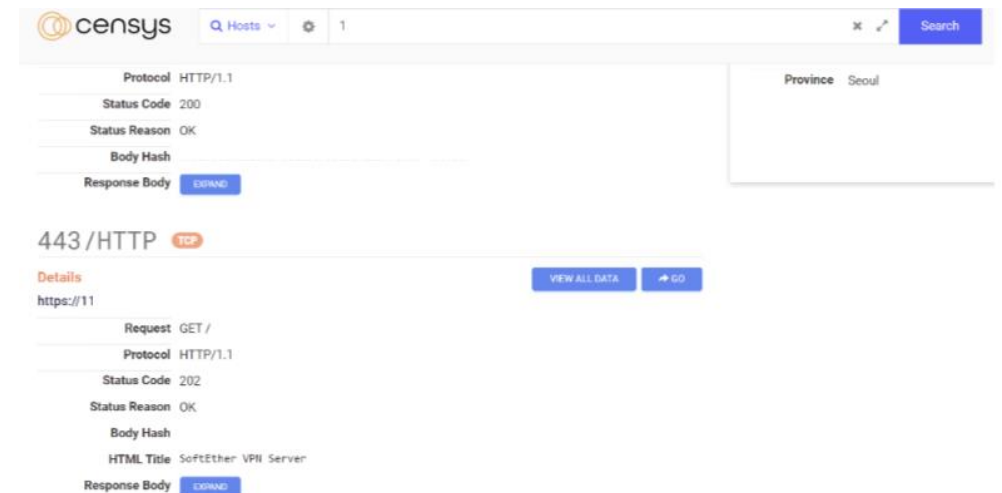 censys Hosts 1 Search
Protocol HTTP/1.1
Province Seoul
Status Code 200
Status Reason OK
Body Hash
Response Body EXPAND
443/HTTP TCP
Details
VIEW ALL DATA GO
https://11
Request GET /
Protocol HTTP/1.1
Status Code 202
Status Reason OK
Body Hash
HTML Title SoftEther VPN Server
Response Body EXPAND